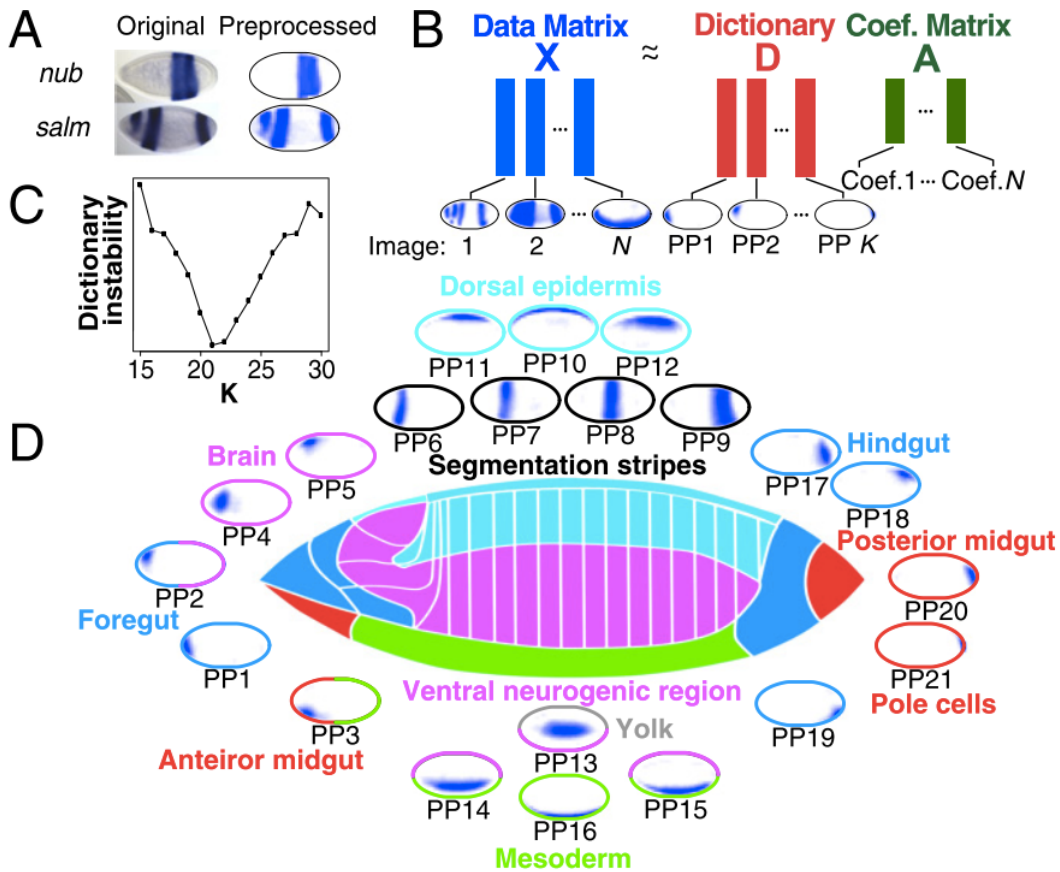 A
Original Preprocessed
nub
salm
B
Data Matrix
X
≈
Dictionary
D
Coef. Matrix
A
... ... ...
Coef.1 ... Coef.N
... ...
Image: 1 2 N PP1 PP2 PP K
C
Dictionary
instability
15 20 25 30
K
Dorsal epidermis
PP11 PP10 PP12
PP6 PP7 PP8 PP9
Segmentation stripes
D
Brain
PP5
PP4
PP2
Foregut
PP1
PP3
Anteiror midgut
Hindgut
PP17
PP18
Posterior midgut
PP20
PP21
Pole cells
PP19
Ventral neurogenic region
Yolk
PP13
PP14 PP16 PP15
Mesoderm